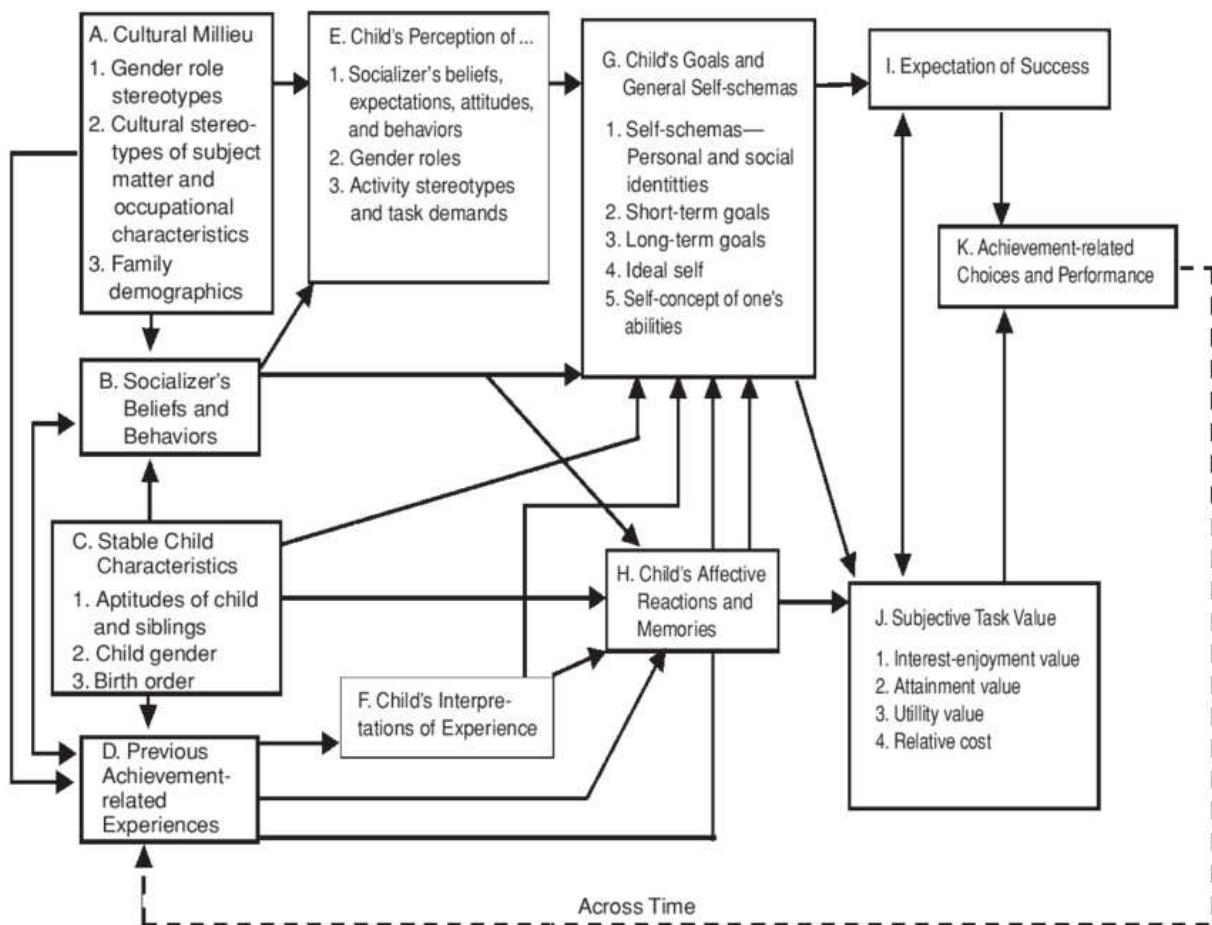 A. Cultural Millieu
1. Gender role
stereotypes
2. Cultural stereo-
types of subject
matter and
occupational
characteristics
3. Family
demographics
E. Child's Perception of ...
1. Socializer's beliefs,
expectations, attitudes,
and behaviors
2. Gender roles
3. Activity stereotypes
and task demands
G. Child's Goals and
General Self-schemas
1. Self-schemas—
Personal and social
identitties
2. Short-term goals
3. Long-term goals
4. Ideal self
5. Self-concept of one's
abilities
I. Expectation of Success
K. Achievement-related
Choices and Performance
B. Socializer's
Beliefs and
Behaviors
C. Stable Child
Characteristics
1. Aptitudes of child
and siblings
2. Child gender
3. Birth order
H. Child's Affective
Reactions and
Memories
J. Subjective Task Value
1. Interest-enjoyment value
2. Attainment value
3. Utillity value
4. Relative cost
F. Child's Interpre-
tations of Experience
D. Previous
Achievement-
related
Experiences
Across Time